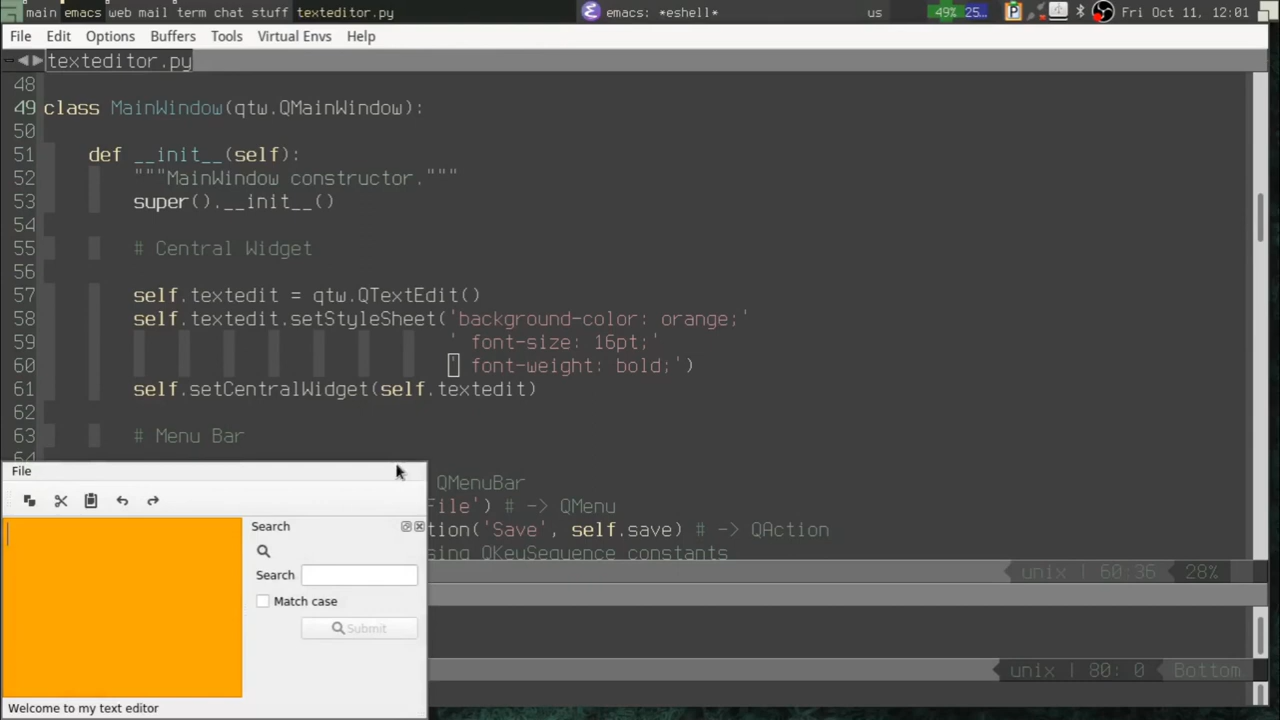 main emacs web mail term chat stuff texteditor.py emacs: *eshell* us 49% 25... Fri Oct 11, 12:01
File Edit Options Buffers Tools Virtual Envs Help
texteditor.py
48
49 class MainWindow(qtw.QMainWindow):
50
51 def __init__(self):
52 """MainWindow constructor."""
53 super().__init__()
54
55 # Central Widget
56
57 self.textedit = qtw.QTextEdit()
58 self.textedit.setStyleSheet('background-color: orange;'
59 ' font-size: 16pt;'
60 ' font-weight: bold;')
61 self.setCentralWidget(self.textedit)
62
63 # Menu Bar
64
QMenuBar
File') # -> QMenu
tion('Save', self.save) # -> QAction
sing QKeySequence constants
unix | 60:36 28%
unix | 80: 0 Bottom
File
Search
Search
Match case
Submit
Welcome to my text editor